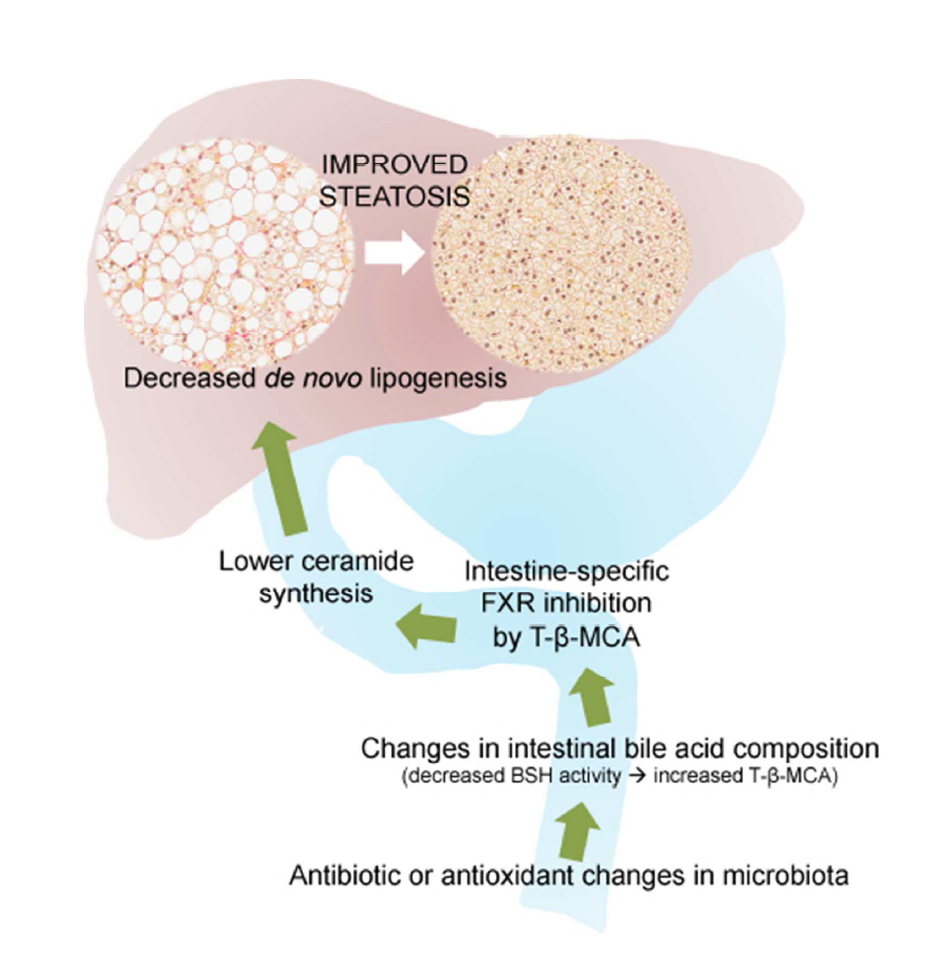 IMPROVED
STEATOSIS
Decreased de novo lipogenesis
Lower ceramide
synthesis
Intestine-specific
FXR inhibition
by T-β-MCA
Changes in intestinal bile acid composition
(decreased BSH activity → increased T-β-MCA)
Antibiotic or antioxidant changes in microbiota